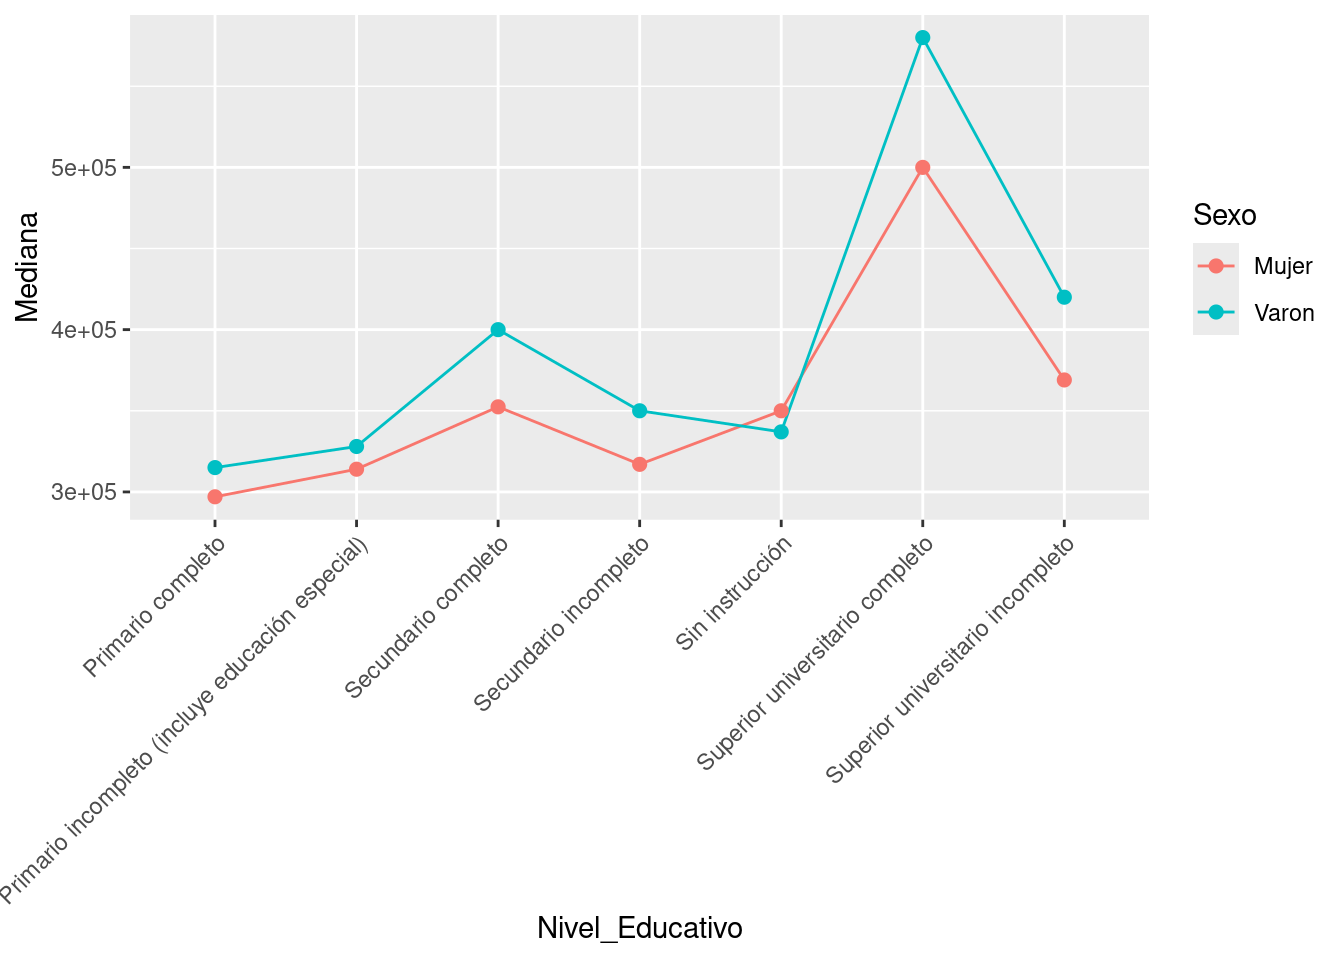 Mediana
5e+05
4e+05
3e+05
Primario completo
Primario incompleto (incluye educación especial)
Secundario completo
Secundario incompleto
Sin instrucción
Superior universitario completo
Superior universitario incompleto
Nivel_Educativo
Sexo
Mujer
Varon